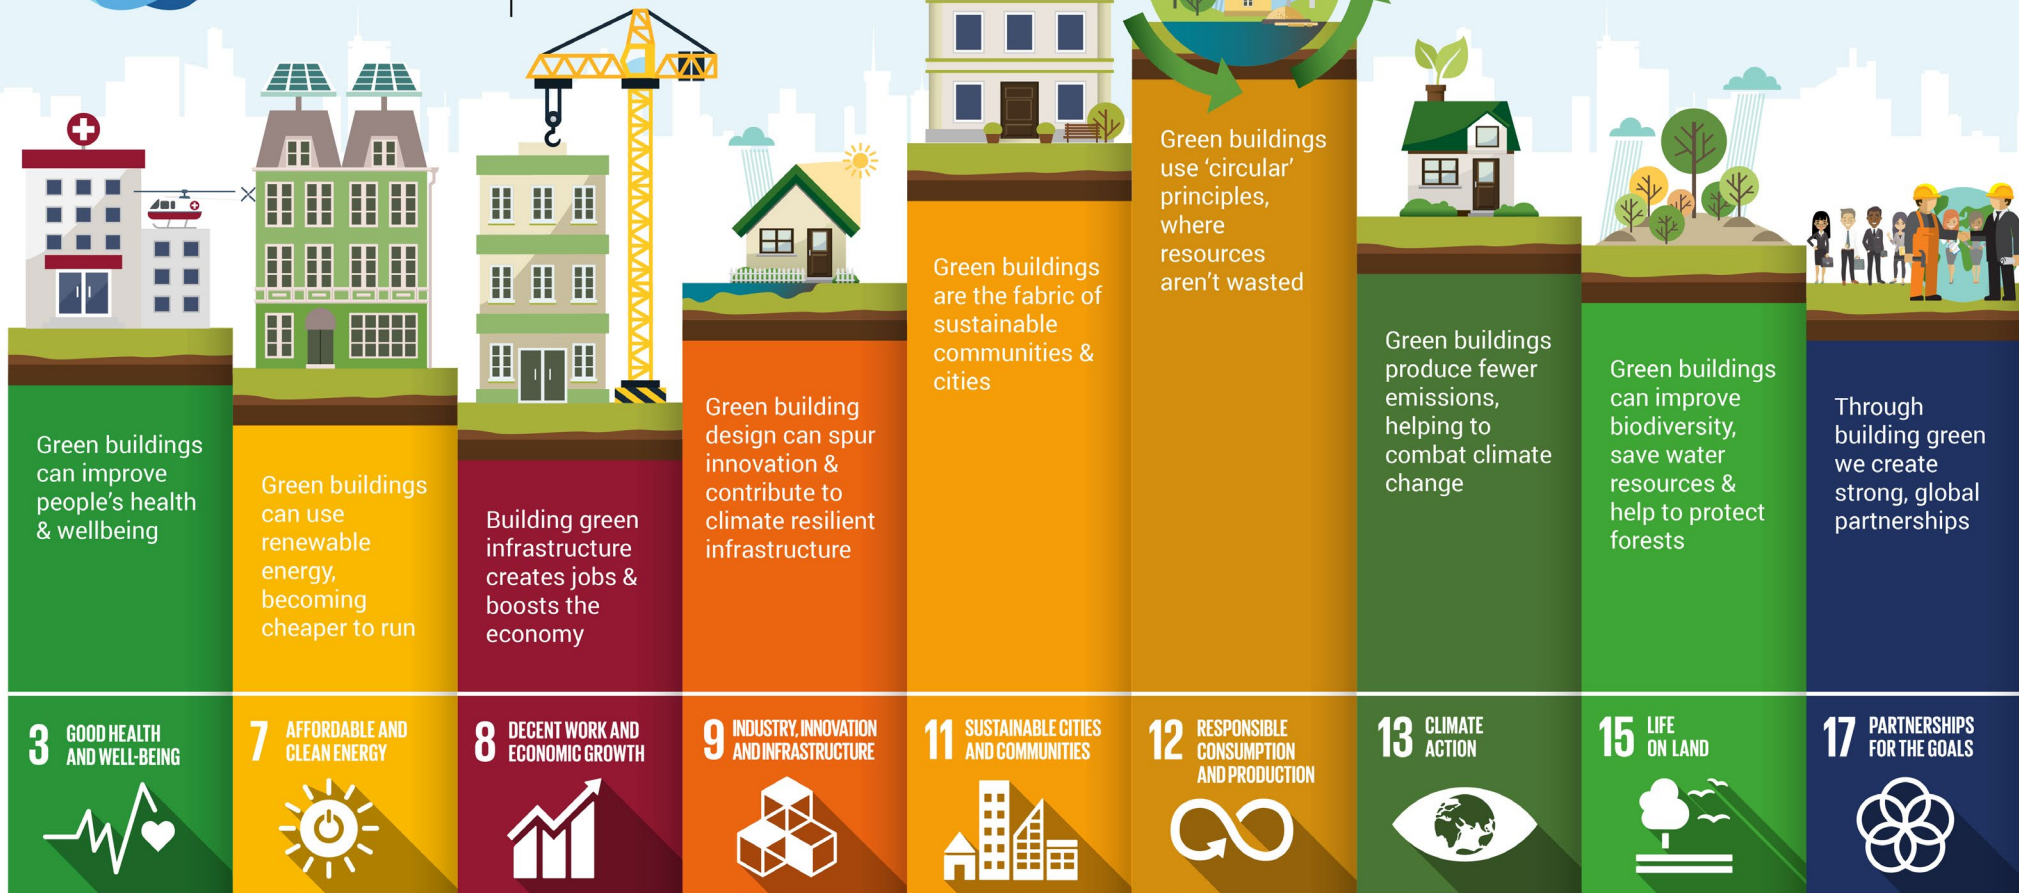 Green buildings
can improve
people's health
& wellbeing
Green buildings
can use
renewable
energy,
becoming
cheaper to run
Building green
infrastructure
creates jobs &
boosts the
economy
Green building
design can spur
innovation &
contribute to
climate resilient
infrastructure
Green buildings
are the fabric of
sustainable
communities &
cities
Green buildings
use ‘circular’
principles,
where
resources
aren't wasted
Green buildings
produce fewer
emissions,
helping to
combat climate
change
Green buildings
can improve
biodiversity,
save water
resources &
help to protect
forests
Through
building green
we create
strong, global
partnerships
3 GOOD HEALTH
AND WELL-BEING
7 AFFORDABLE AND
CLEAN ENERGY
8 DECENT WORK AND
ECONOMIC GROWTH
9 INDUSTRY, INNOVATION
AND INFRASTRUCTURE
11 SUSTAINABLE CITIES
AND COMMUNITIES
12 RESPONSIBLE
CONSUMPTION
AND PRODUCTION
13 CLIMATE
ACTION
15 LIFE
ON LAND
17 PARTNERSHIPS
FOR THE GOALS